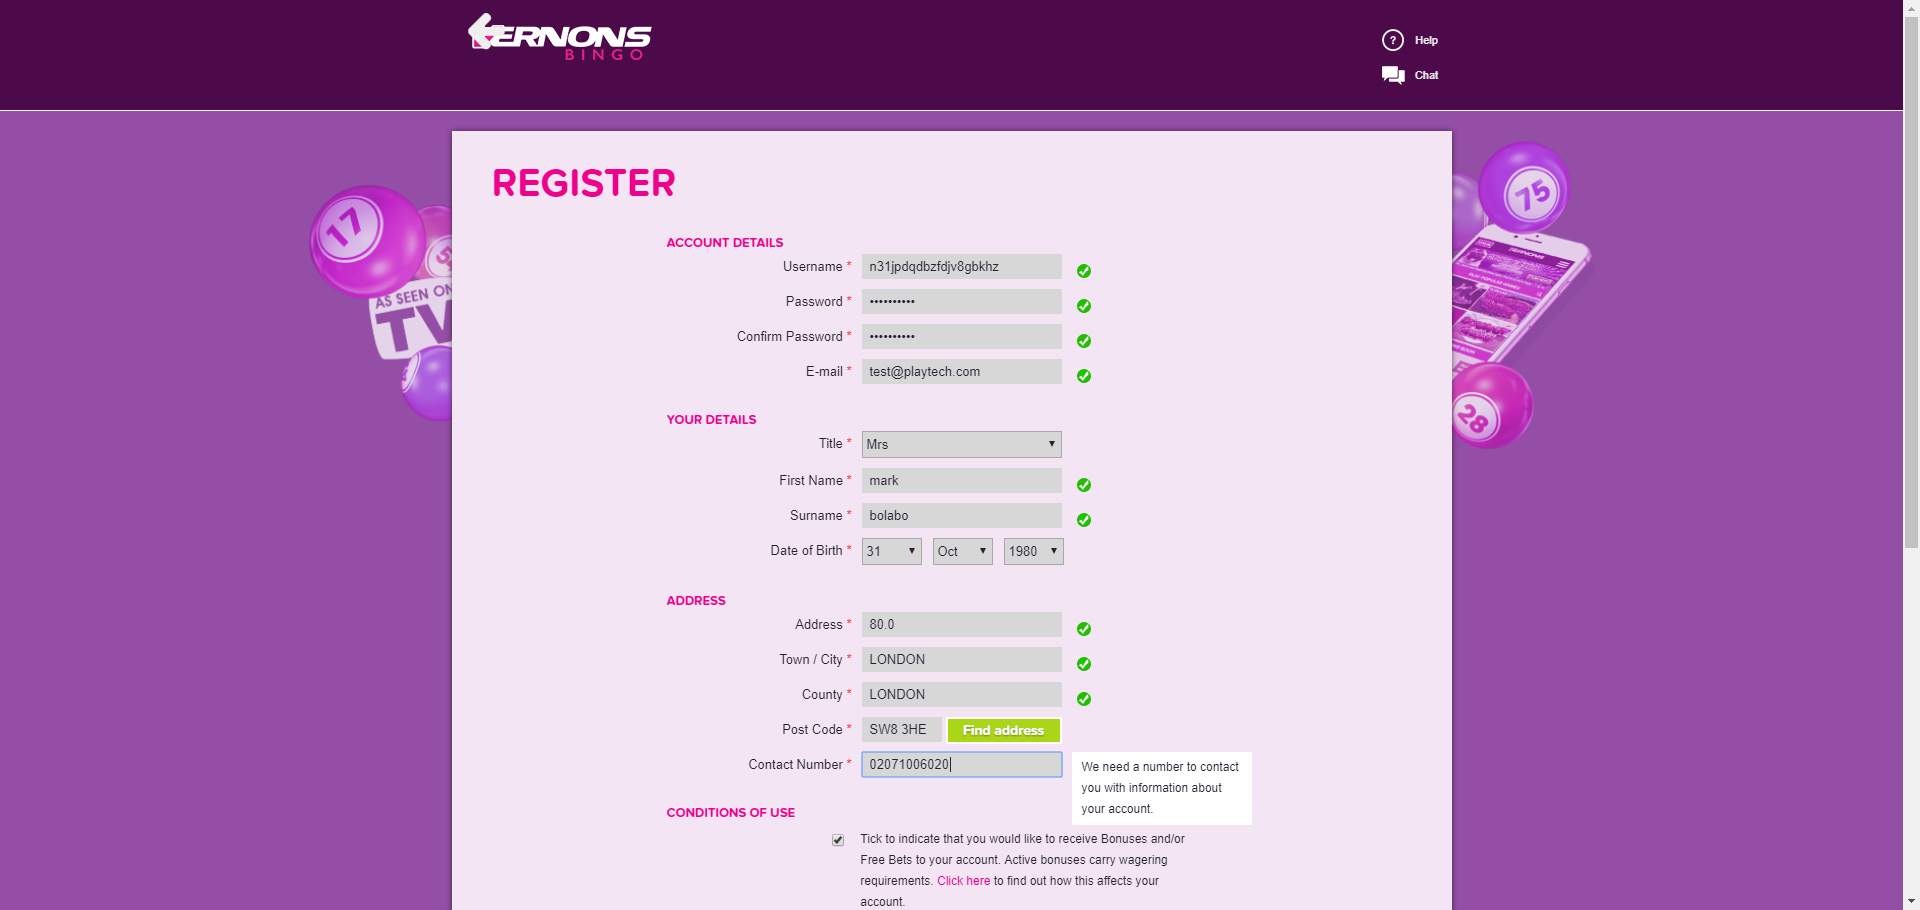 VERNONS
BINGO
? Help
Chat
17
AS SEEN ON
TV
75
28
REGISTER
ACCOUNT DETAILS
Username * n31jpdqdbzfdjv8gbkhz
Password * ••••••••••
Confirm Password * ••••••••••
E-mail * test@playtech.com
YOUR DETAILS
Title * Mrs
First Name * mark
Surname * bolabo
Date of Birth * 31 Oct 1980
ADDRESS
Address * 80.0
Town / City * LONDON
County * LONDON
Post Code * SW8 3HE Find address
Contact Number * 02071006020
We need a number to contact
you with information about
your account.
CONDITIONS OF USE
Tick to indicate that you would like to receive Bonuses and/or
Free Bets to your account. Active bonuses carry wagering
requirements. Click here to find out how this affects your
account.